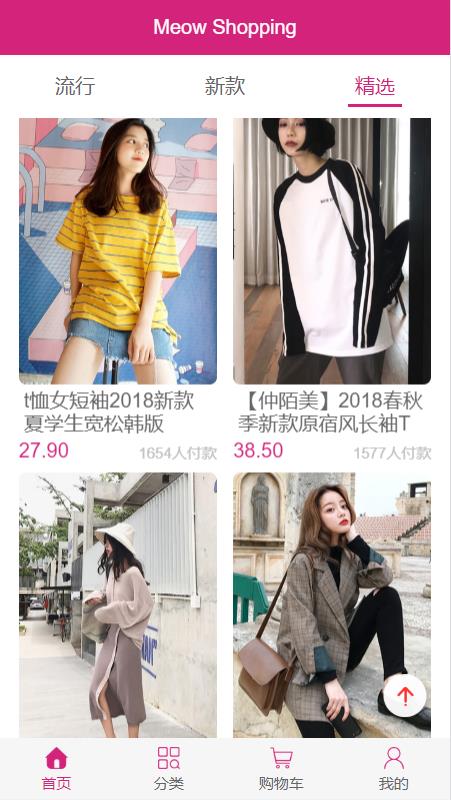 Meow Shopping
流行 新款 精选
t恤女短袖2018新款
夏学生宽松韩版
27.90 1654人付款
【仲陌美】2018春秋
季新款原宿风长袖T
38.50 1577人付款
首页 分类 购物车 我的